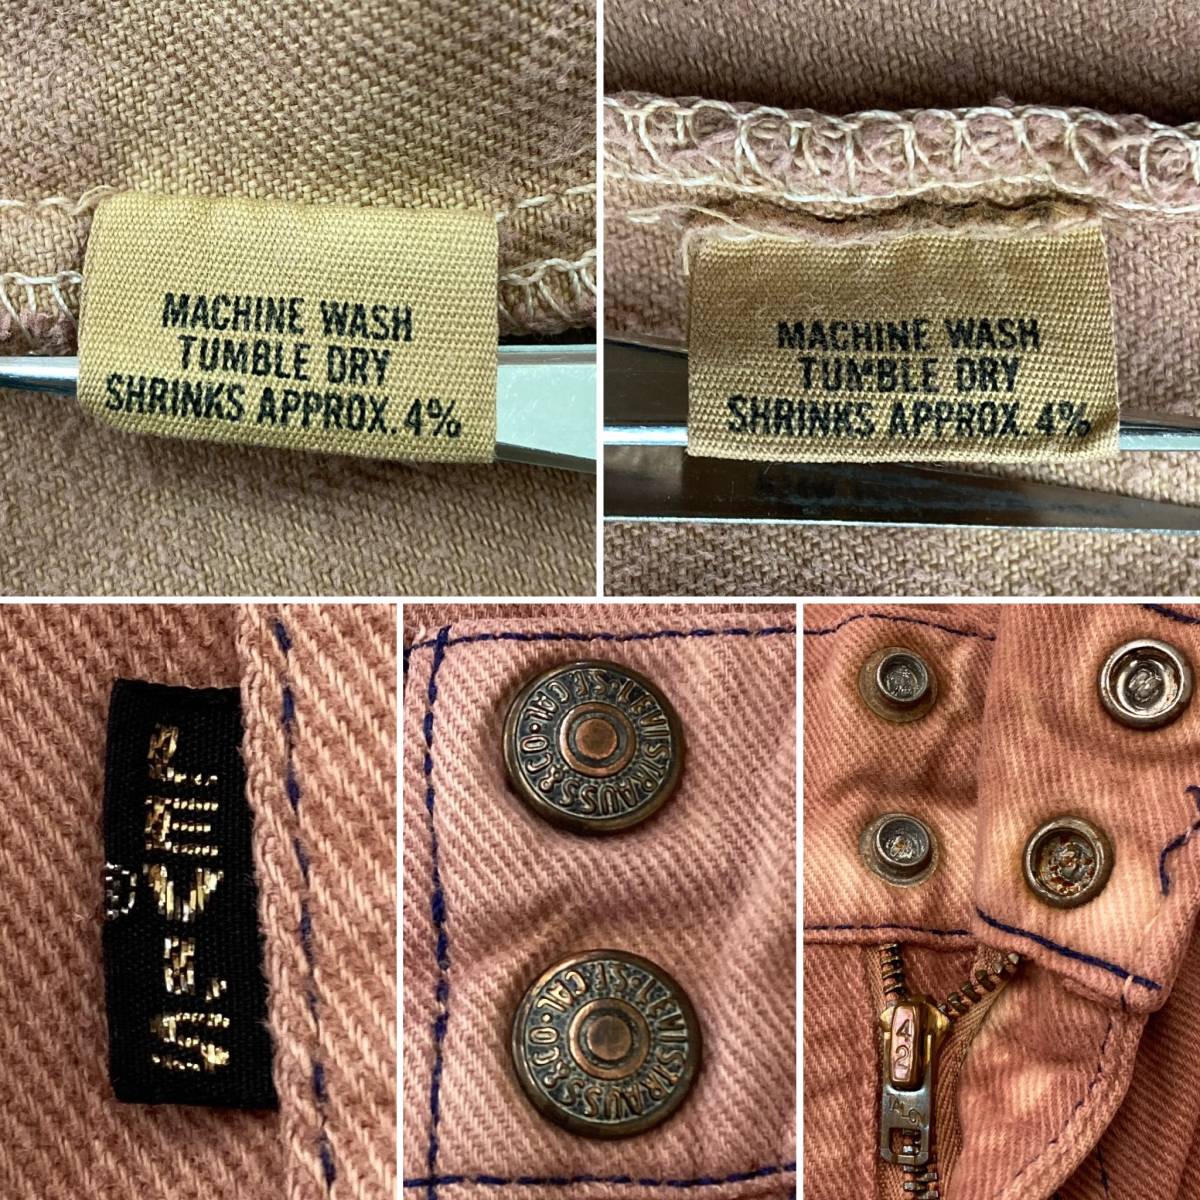 MACHINE WASH
TUMBLE DRY
SHRINKS APPROX. 4%
MACHINE WASH
TUMBLE DRY
SHRINKS APPROX. 4%
LEVI'S
®
LEVI STRAUSS & CO. S.F. CAL.
LEVI STRAUSS & CO. S.F. CAL.
42
TALON